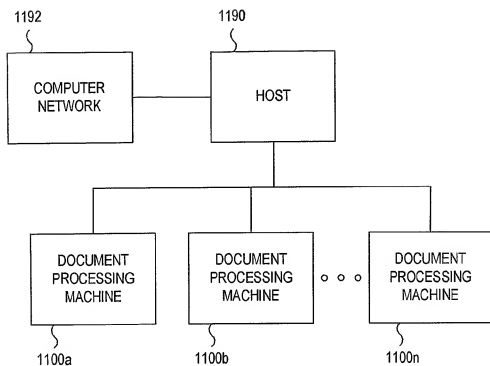 1192
1190
COMPUTER
NETWORK
HOST
DOCUMENT
PROCESSING
MACHINE
DOCUMENT
PROCESSING
MACHINE
DOCUMENT
PROCESSING
MACHINE
1100a
1100b
1100n